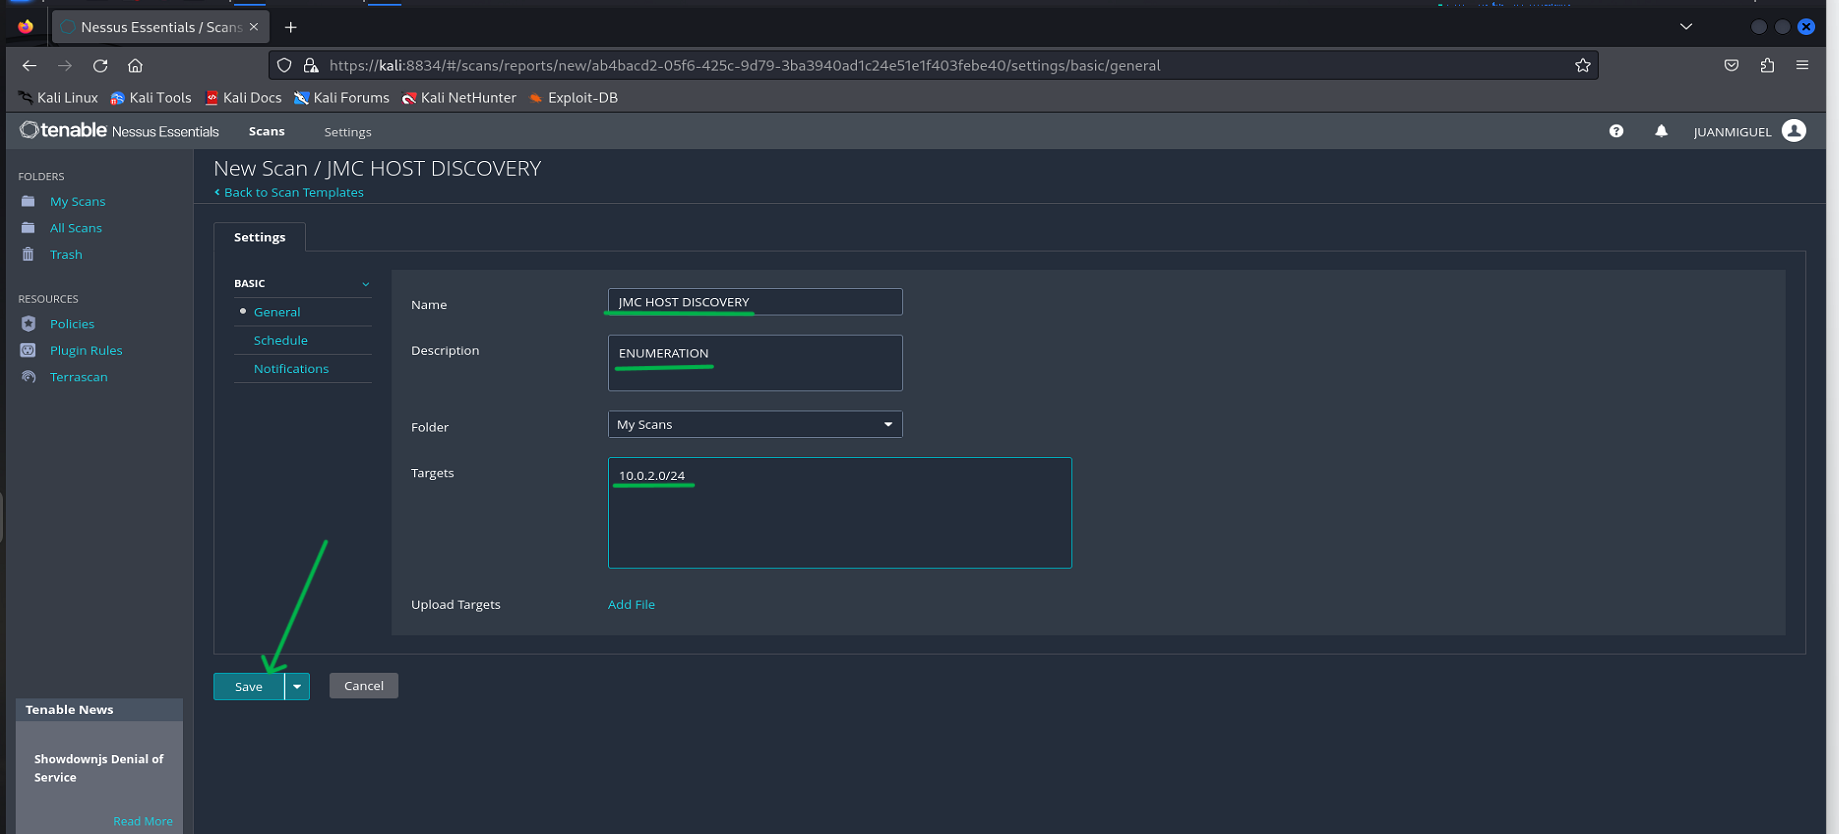 Nessus Essentials / Scans
https://kali:8834/#/scans/reports/new/ab4bacd2-05f6-425c-9d79-3ba3940ad1c24e51e1f403febe40/settings/basic/general
Kali Linux Kali Tools Kali Docs Kali Forums Kali NetHunter Exploit-DB
tenable Nessus Essentials Scans Settings JUANMIGUEL
FOLDERS
My Scans
All Scans
Trash
RESOURCES
Policies
Plugin Rules
Terrascan
Tenable News
Showdownjs Denial of
Service
Read More
New Scan / JMC HOST DISCOVERY
Back to Scan Templates
Settings
BASIC
General
Schedule
Notifications
Name JMC HOST DISCOVERY
Description ENUMERATION
Folder My Scans
Targets 10.0.2.0/24
Upload Targets Add File
Save Cancel